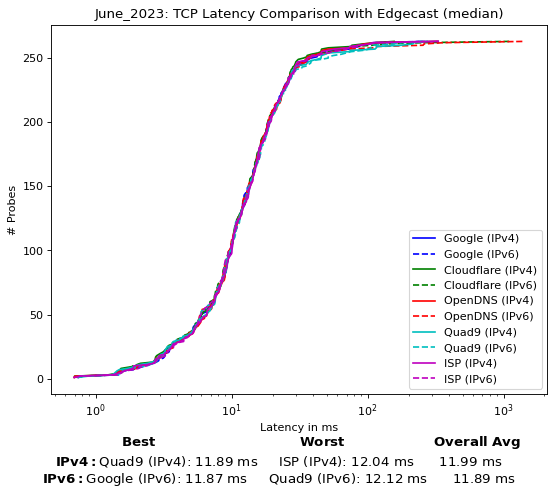 June_2023: TCP Latency Comparison with Edgecast (median)
# Probes
250
200
150
100
50
0
Google (IPv4)
Google (IPv6)
Cloudflare (IPv4)
Cloudflare (IPv6)
OpenDNS (IPv4)
OpenDNS (IPv6)
Quad9 (IPv4)
Quad9 (IPv6)
ISP (IPv4)
ISP (IPv6)
10⁰ 10¹ 10² 10³
Latency in ms
Best Worst Overall Avg
IPv4: Quad9 (IPv4): 11.89 ms ISP (IPv4): 12.04 ms 11.99 ms
IPv6: Google (IPv6): 11.87 ms Quad9 (IPv6): 12.12 ms 11.89 ms